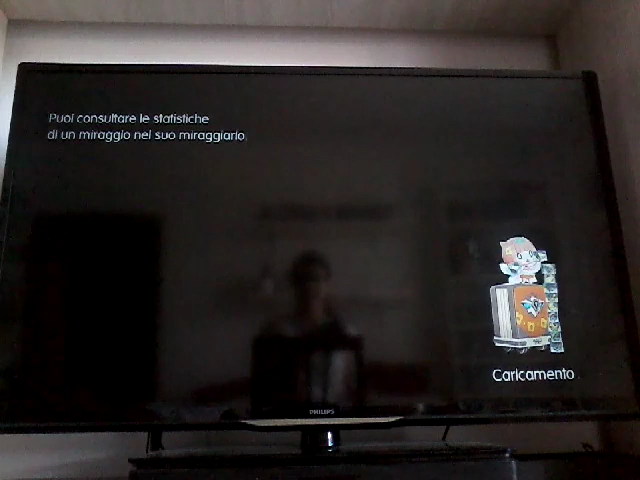 Puoi consultare le statistiche
di un miraggio nel suo miraggiario.
Caricamento
PHILIPS